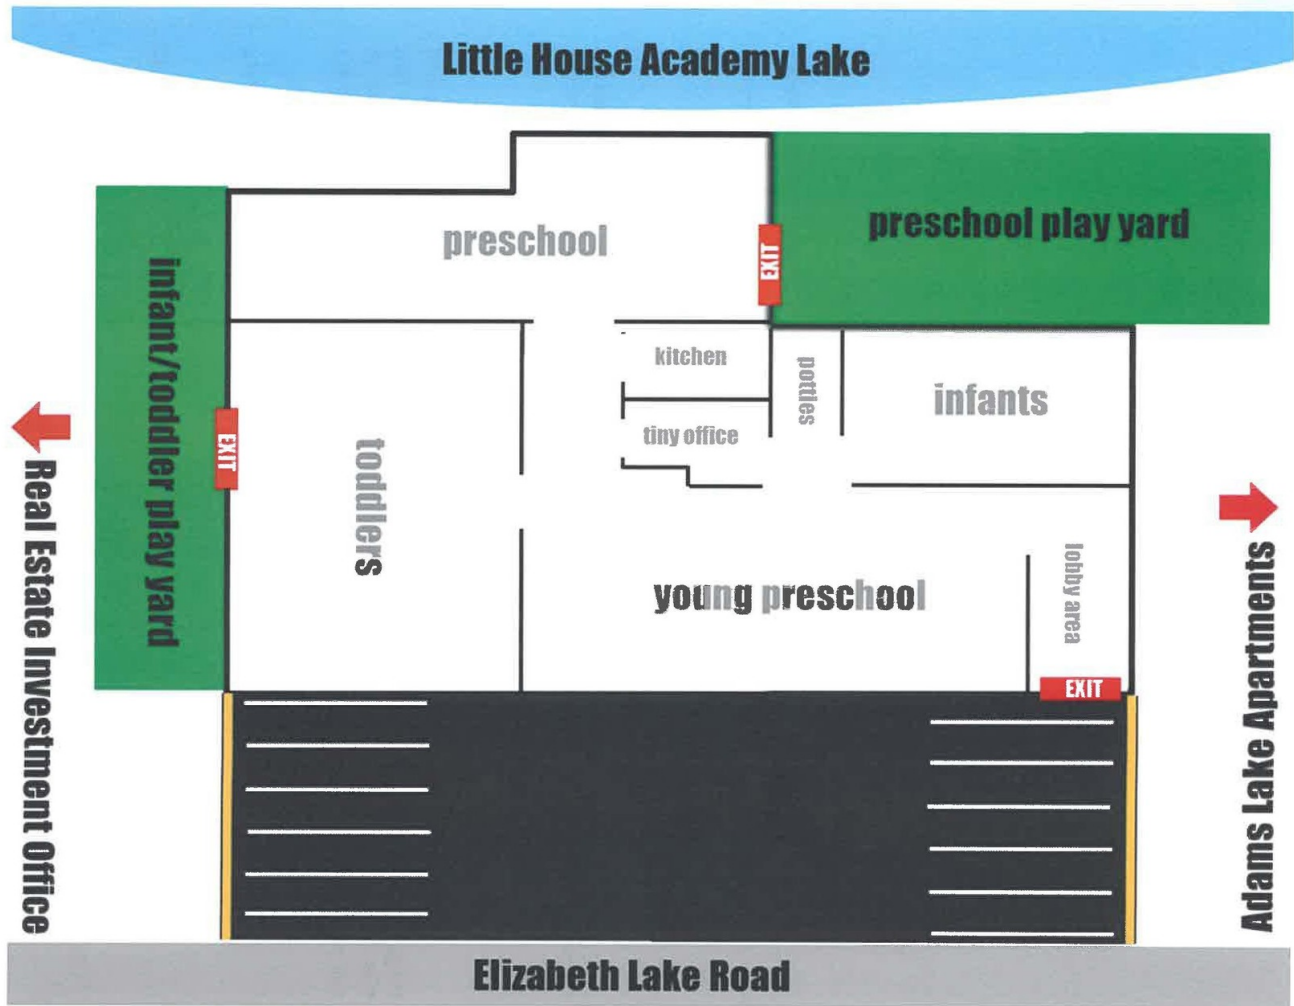 Little House Academy Lake
preschool play yard
preschool
EXIT
infant/toddler play yard
kitchen
potties
infants
tiny office
EXIT
toddlers
Real Estate Investment Office
young preschool
lobby area
Adams Lake Apartments
EXIT
Elizabeth Lake Road